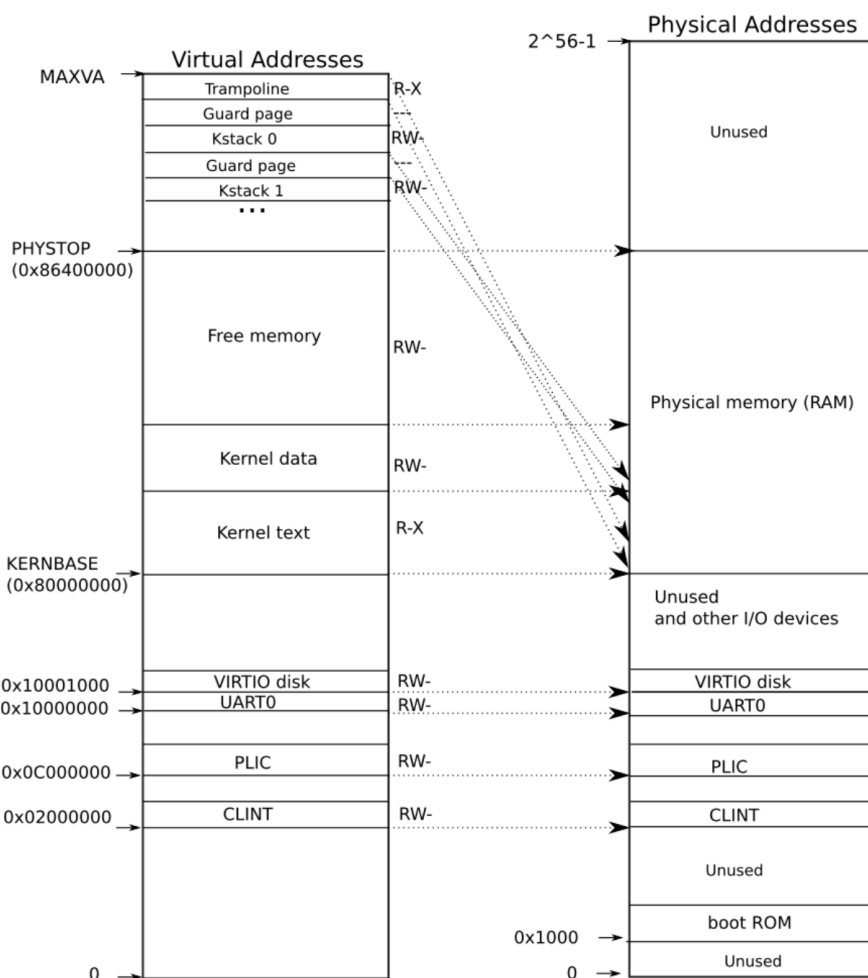 Physical Addresses
2^56-1
Virtual Addresses
MAXVA
Trampoline
R-X
Guard page
---
Kstack 0
RW-
Guard page
---
Kstack 1
RW-
...
Unused
PHYSTOP
(0x86400000)
Free memory
RW-
Physical memory (RAM)
Kernel data
RW-
Kernel text
R-X
KERNBASE
(0x80000000)
Unused
and other I/O devices
0x10001000
VIRTIO disk
RW-
VIRTIO disk
0x10000000
UART0
RW-
UART0
0x0C000000
PLIC
RW-
PLIC
0x02000000
CLINT
RW-
CLINT
Unused
boot ROM
0x1000
Unused
0
0